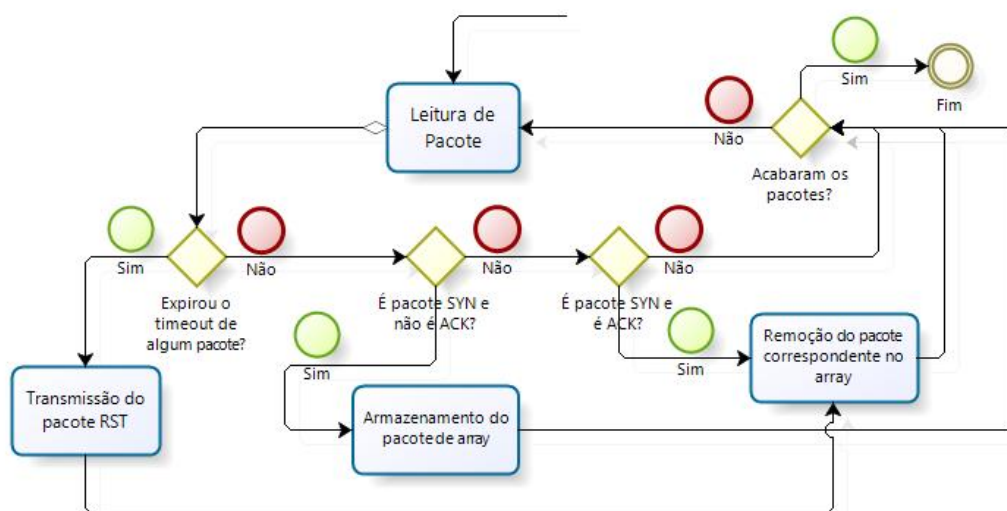 Sim
Fim
Leitura de
Pacote
Não
Acabaram os
pacotes?
Sim
Não
Não
Não
Expirou o
timeout de
algum pacote?
É pacote SYN e
não é ACK?
É pacote SYN e
é ACK?
Sim
Sim
Remoção do pacote
correspondente no
array
Transmissão do
pacote RST
Armazenamento do
pacote de array